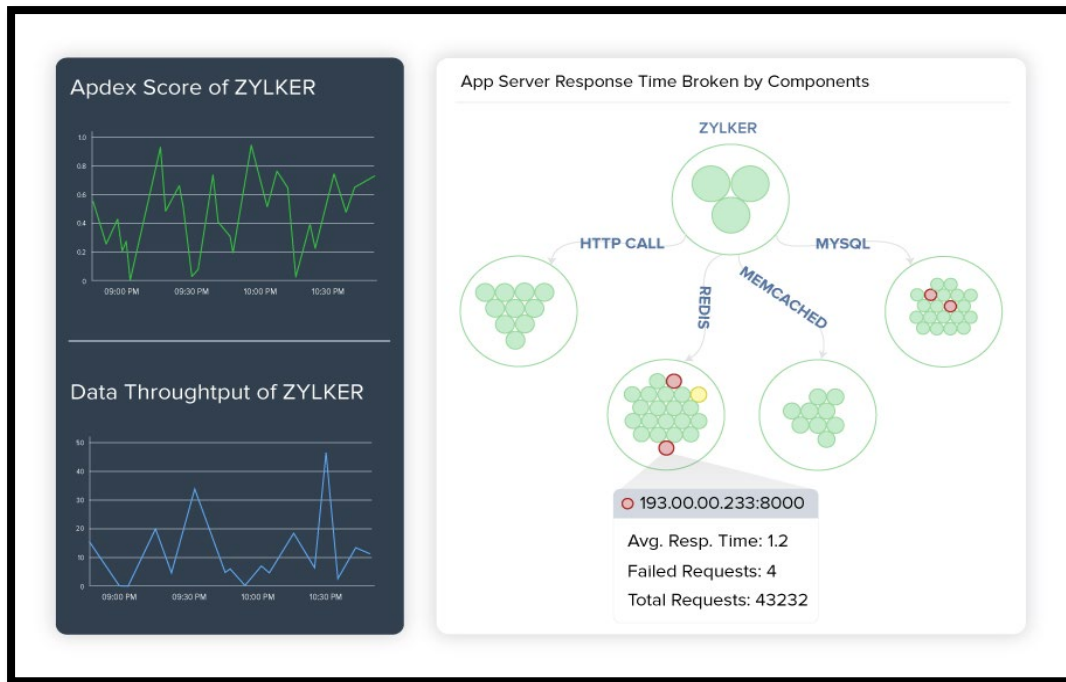 Apdex Score of ZYLKER
1.0
0.8
0.6
0.4
0.2
0
09:00 PM 09:30 PM 10:00 PM 10:30 PM
Data Throughtput of ZYLKER
50
40
30
20
10
0
09:00 PM 09:30 PM 10:00 PM 10:30 PM
App Server Response Time Broken by Components
ZYLKER
HTTP CALL
REDIS
MEMCACHED
MYSQL
193.00.00.233:8000
Avg. Resp. Time: 1.2
Failed Requests: 4
Total Requests: 43232